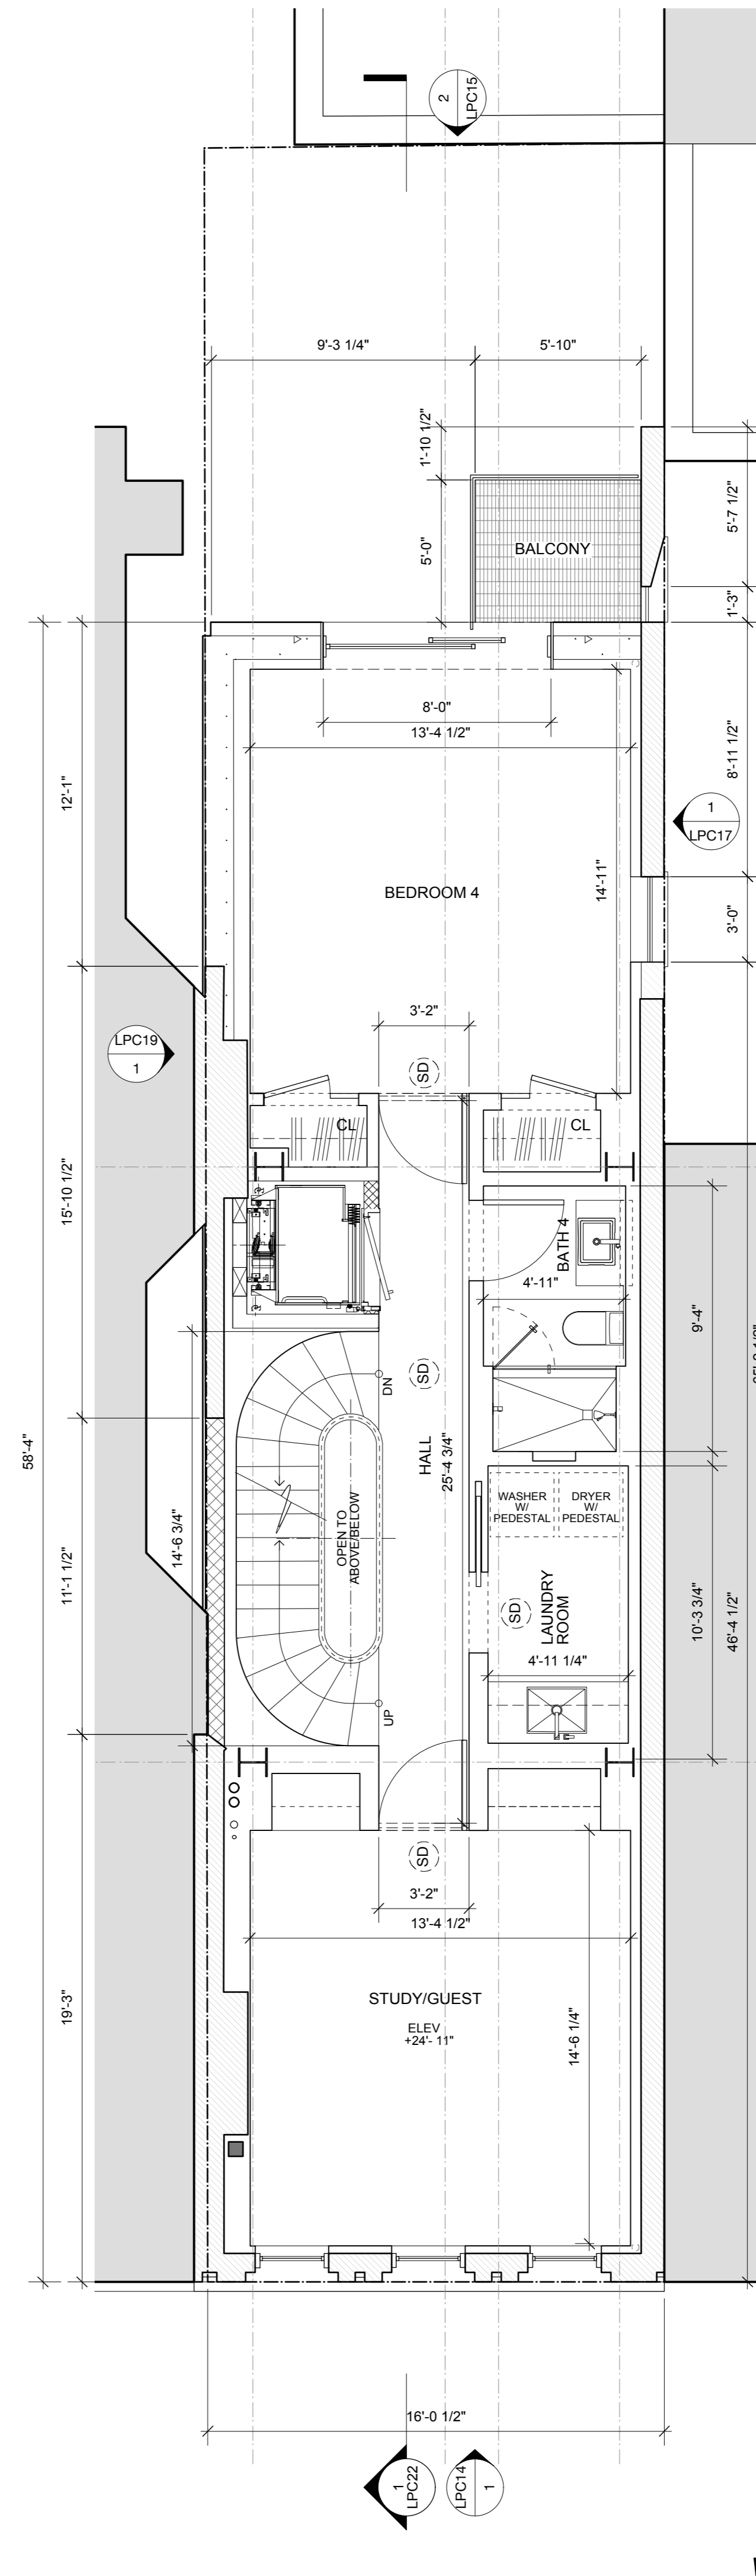 2
LPC15
9'-3 1/4"
5'-10"
1'-10 1/2"
5'-0"
BALCONY
5'-7 1/2"
1'-3"
8'-0"
13'-4 1/2"
8'-11 1/2"
12'-1"
1
LPC17
BEDROOM 4
14'-11"
3'-0"
3'-2"
LPC19
1
SD
CL
CL
15'-10 1/2"
BATH 4
4'-11"
9'-4"
SD
DN
HALL
25'-4 3/4"
58'-4"
WASHER
W/
PEDESTAL
DRYER
W/
PEDESTAL
OPEN TO
ABOVE/BELOW
14'-6 3/4"
11'-1 1/2"
SD
LAUNDRY
ROOM
10'-3 3/4"
46'-4 1/2"
4'-11 1/4"
UP
SD
3'-2"
13'-4 1/2"
19'-3"
STUDY/GUEST
ELEV
+24'- 11"
14'-6 1/4"
16'-0 1/2"
1
LPC22
LPC14
1